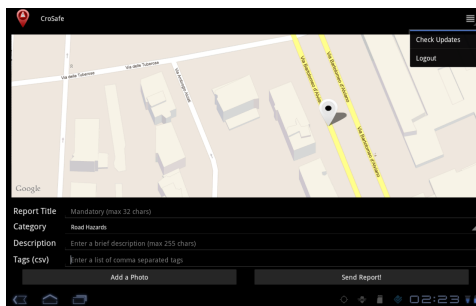 CroSafe
Check Updates
Logout
Via delle Tuberose
Via delle Tuberose
Via Bartolomeo d'Alviano
Via Bartolomeo d'Alviano
Google
Report Title Mandatory (max 32 chars)
Category Road Hazards
Description Enter a brief description (max 255 chars)
Tags (csv) Enter a list of comma separated tags
Add a Photo Send Report!
02:23